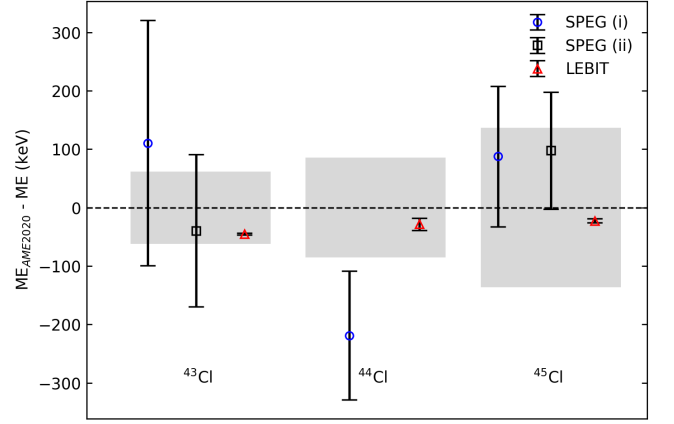 SPEG (i)
SPEG (ii)
LEBIT
300
200
100
0
−100
−200
−300
ME_AME2020 - ME (keV)
⁴³Cl
⁴⁴Cl
⁴⁵Cl